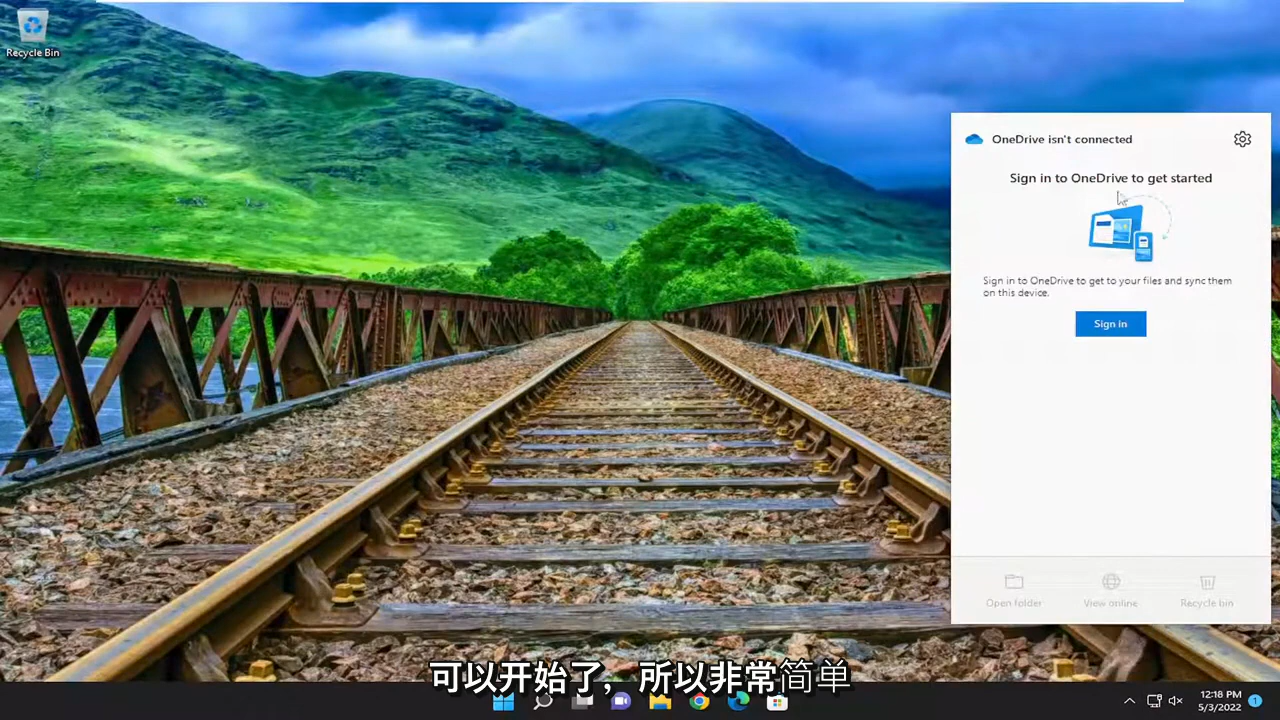 Recycle Bin
OneDrive isn't connected
Sign in to OneDrive to get started
Sign in to OneDrive to get to your files and sync them
on this device.
Sign in
Open folder
View online
Recycle bin
可以开始了，所以非常简单
12:18 PM
5/3/2022
1